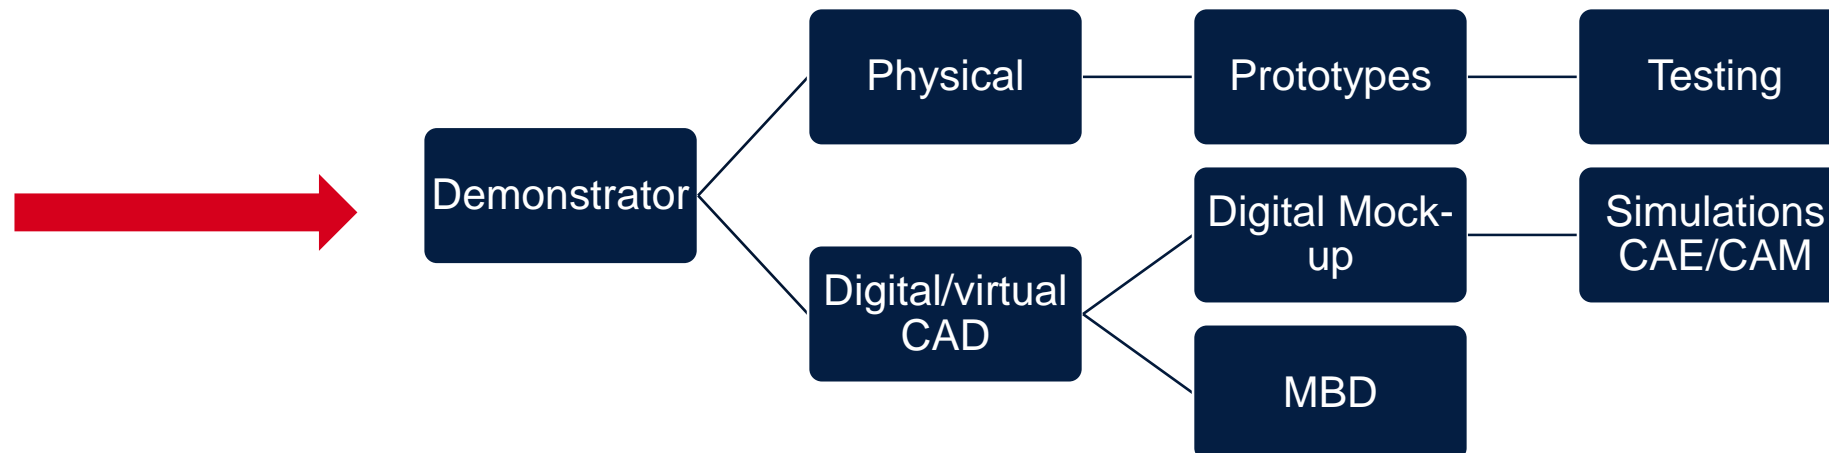 Physical
Prototypes
Testing
Demonstrator
Digital Mock-
up
Simulations
CAE/CAM
Digital/virtual
CAD
MBD